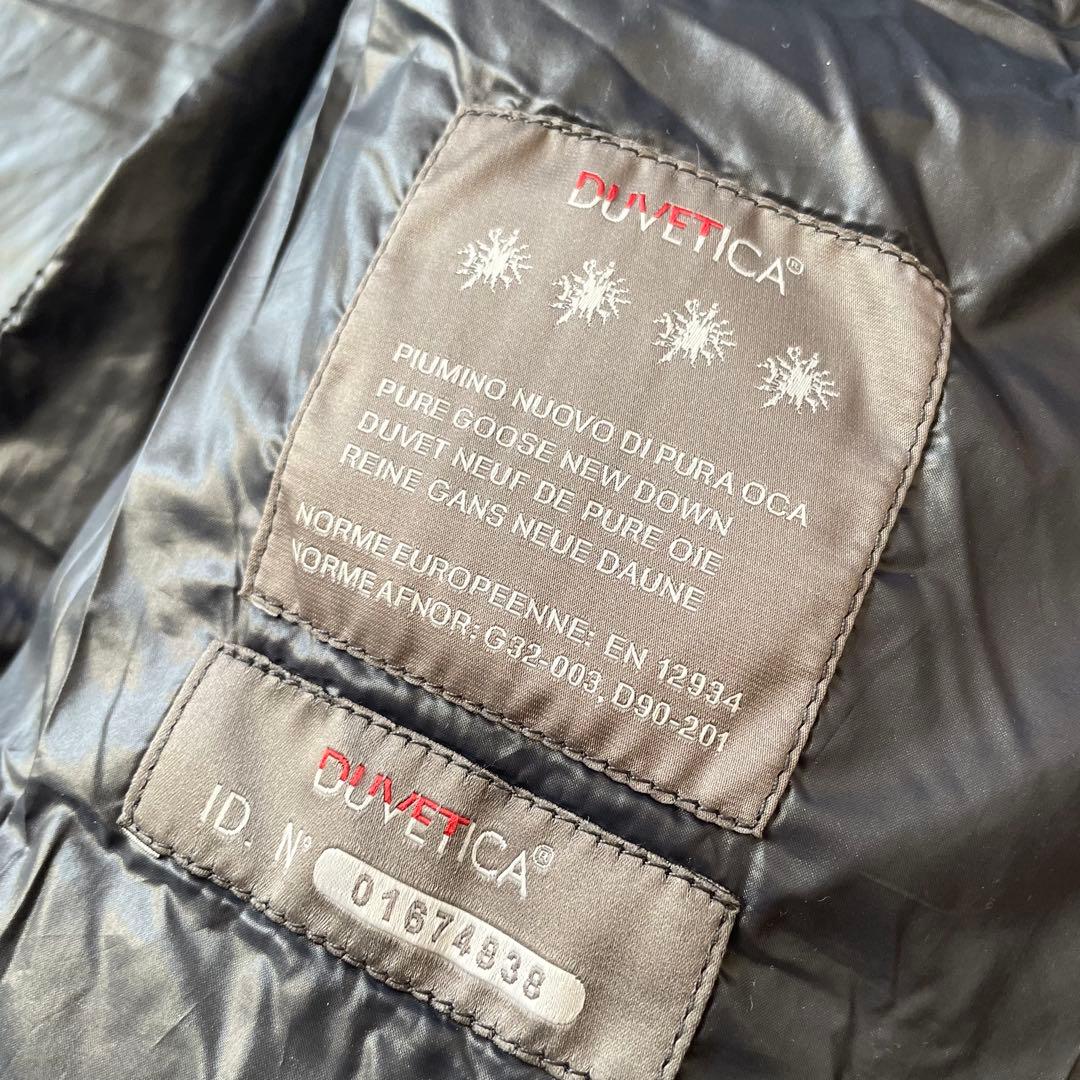 DUVETICA®
PIUMINO NUOVO DI PURA OCA
PURE GOOSE NEW DOWN
DUVET NEUF DE PURE OIE
REINE GANS NEUE DAUNE
NORME EUROPEENNE: EN 12934
NORME AFNOR: G32-003, D90-201
DUVETICA®
ID. N° 01674838